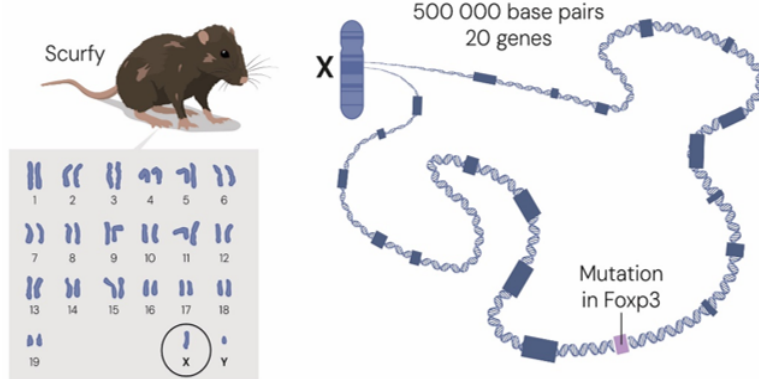 Scurfy
500 000 base pairs
20 genes
X
1 2 3 4 5 6
7 8 9 10 11 12
13 14 15 16 17 18
19 X Y
Mutation
in Foxp3